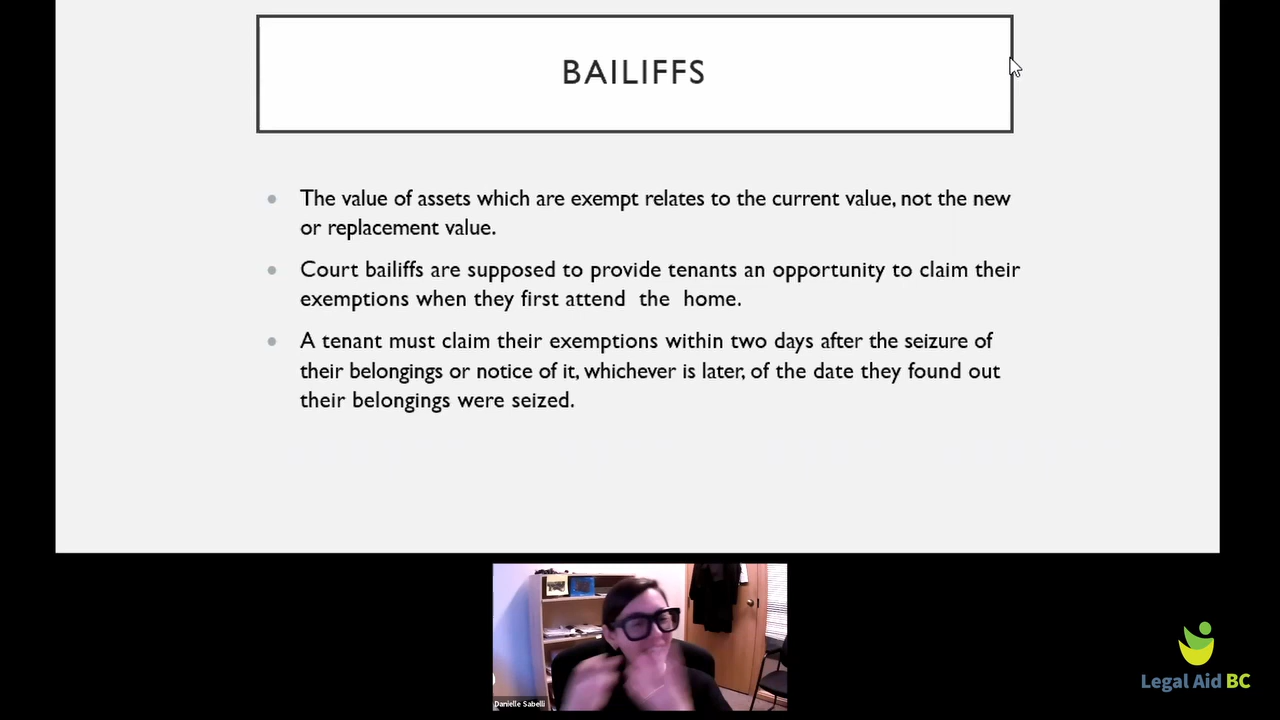 BAILIFFS
The value of assets which are exempt relates to the current value, not the new
or replacement value.
Court bailiffs are supposed to provide tenants an opportunity to claim their
exemptions when they first attend the home.
A tenant must claim their exemptions within two days after the seizure of
their belongings or notice of it, whichever is later, of the date they found out
their belongings were seized.
Danielle Sabelli
Legal Aid BC